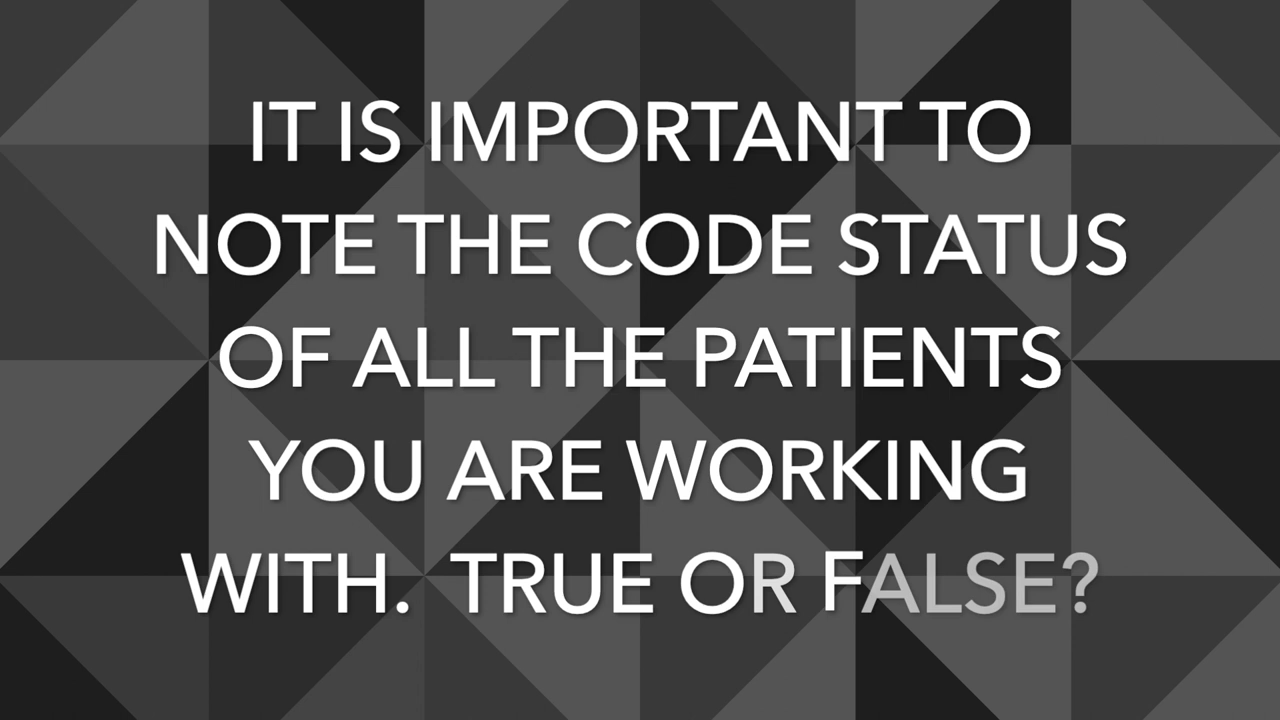 IT IS IMPORTANT TO
NOTE THE CODE STATUS
OF ALL THE PATIENTS
YOU ARE WORKING
WITH. TRUE OR FALSE?